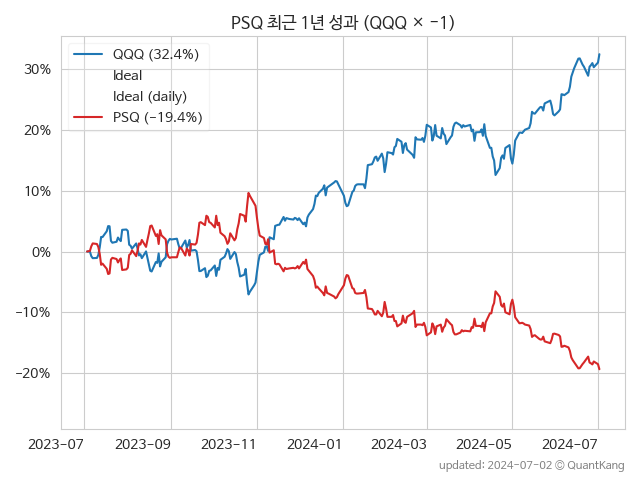 PSQ 최근 1년 성과 (QQQ × −1)
QQQ (32.4%)
Ideal
Ideal (daily)
PSQ (−19.4%)
30%
20%
10%
0%
−10%
−20%
2023-07 2023-09 2023-11 2024-01 2024-03 2024-05 2024-07
updated: 2024-07-02 © QuantKang